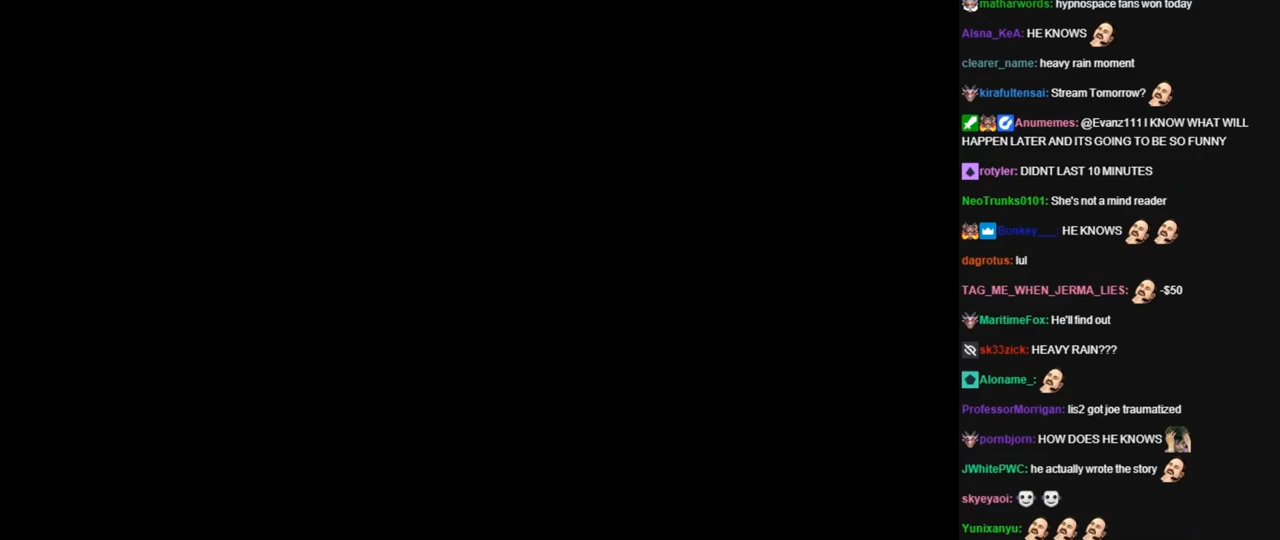 matharwords: hypnospace fans won today
Alsna_KeA: HE KNOWS
clearer_name: heavy rain moment
kirafultensai: Stream Tomorrow?
Anumemes: @Evanz111 I KNOW WHAT WILL
HAPPEN LATER AND ITS GOING TO BE SO FUNNY
rotyler: DIDNT LAST 10 MINUTES
NeoTrunks0101: She's not a mind reader
Bonkey___: HE KNOWS
dagrotus: lul
TAG_ME_WHEN_JERMA_LIES: -$50
MaritimeFox: He'll find out
sk33zick: HEAVY RAIN???
Aloname_:
ProfessorMorrigan: lis2 got joe traumatized
pornbjorn: HOW DOES HE KNOWS
JWhitePWC: he actually wrote the story
skyeyaoi:
Yunixanyu: